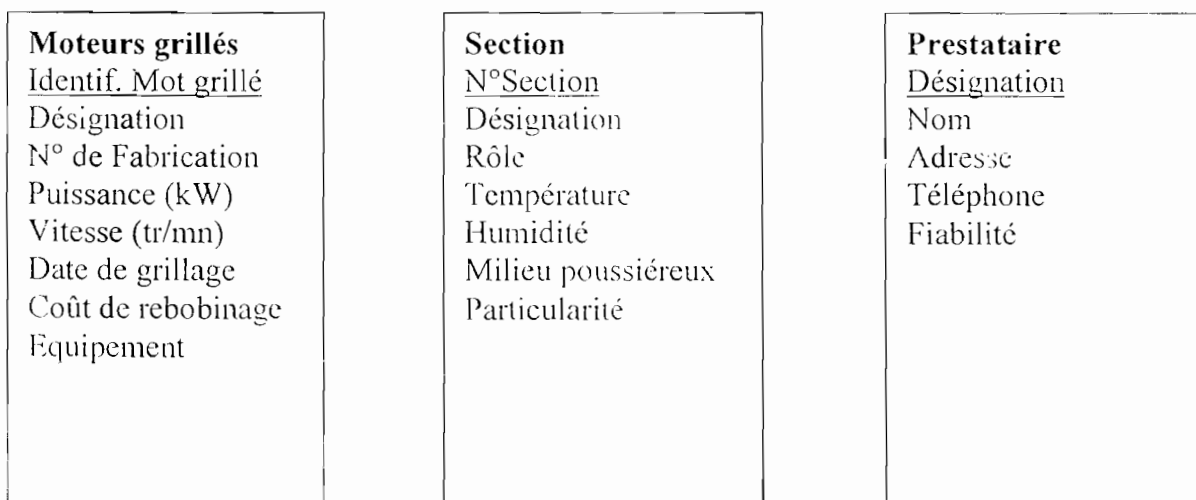 Moteurs grillés
Identif. Mot grillé
Désignation
N° de Fabrication
Puissance (kW)
Vitesse (tr/mn)
Date de grillage
Coût de rebobinage
Equipement
Section
N°Section
Désignation
Rôle
Température
Humidité
Milieu poussiéreux
Particularité
Prestataire
Désignation
Nom
Adresse
Téléphone
Fiabilité